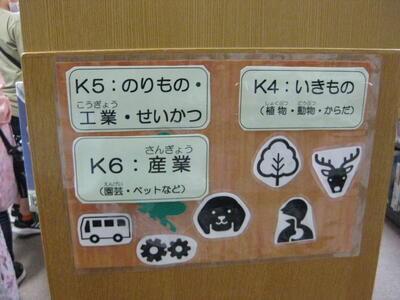 K5：のりもの・
こうぎょう
工業・せいかつ
K4：いきもの
しょくぶつ どうぶつ
（植物・動物・からだ）
さんぎょう
K6：産業
えんげい
（園芸・ペットなど）